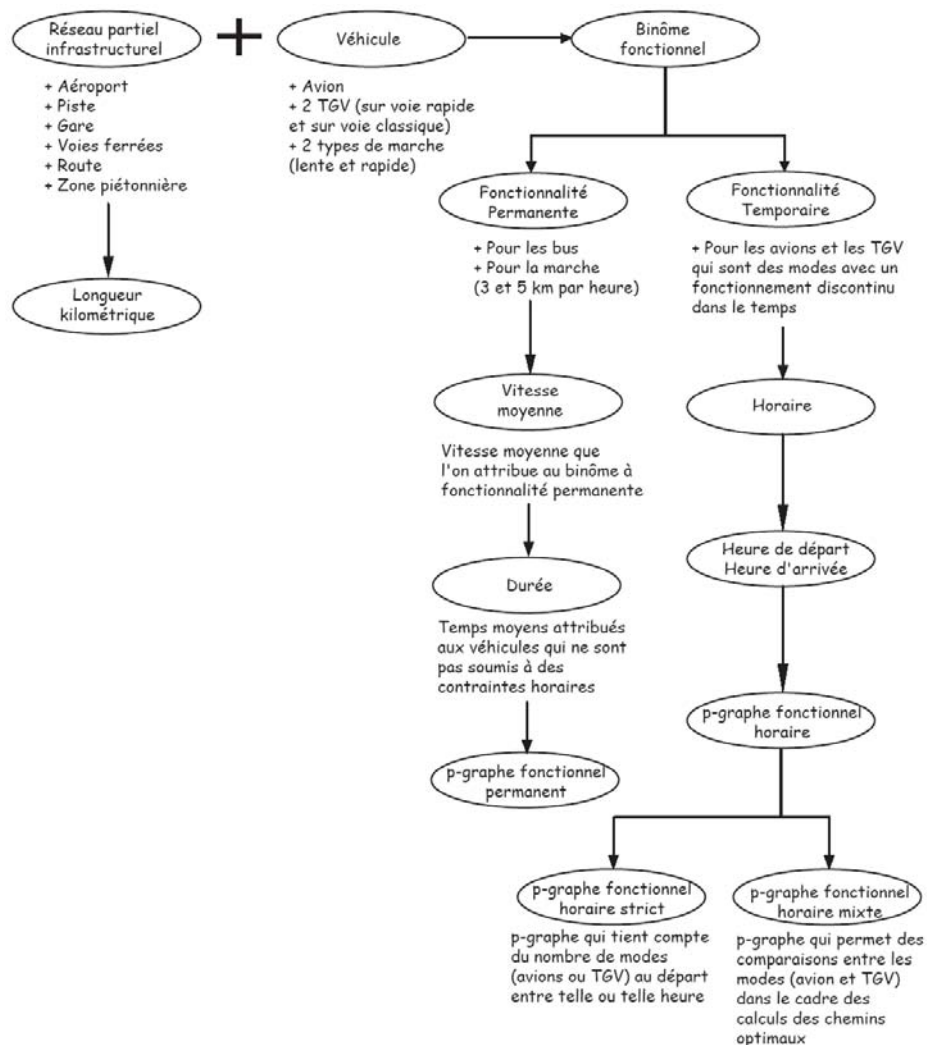 Réseau partiel
infrastructurel
+
Véhicule
Binôme
fonctionnel
+ Aéroport
+ Piste
+ Gare
+ Voies ferrées
+ Route
+ Zone piétonnière
+ Avion
+ 2 TGV (sur voie rapide
et sur voie classique)
+ 2 types de marche
(lente et rapide)
Longueur
kilométrique
Fonctionnalité
Permanente
Fonctionnalité
Temporaire
+ Pour les bus
+ Pour la marche
(3 et 5 km par heure)
+ Pour les avions et les TGV
qui sont des modes avec un
fonctionnement discontinu
dans le temps
Vitesse
moyenne
Horaire
Vitesse moyenne que
l'on attribue au binôme à
fonctionnalité permanente
Heure de départ
Heure d'arrivée
Durée
Temps moyens attribués
aux véhicules qui ne sont
pas soumis à des
contraintes horaires
p-graphe fonctionnel
horaire
p-graphe fonctionnel
permanent
p-graphe fonctionnel
horaire strict
p-graphe qui tient compte
du nombre de modes
(avions ou TGV) au départ
entre telle ou telle heure
p-graphe fonctionnel
horaire mixte
p-graphe qui permet des
comparaisons entre les
modes (avion et TGV)
dans le cadre des
calculs des chemins
optimaux